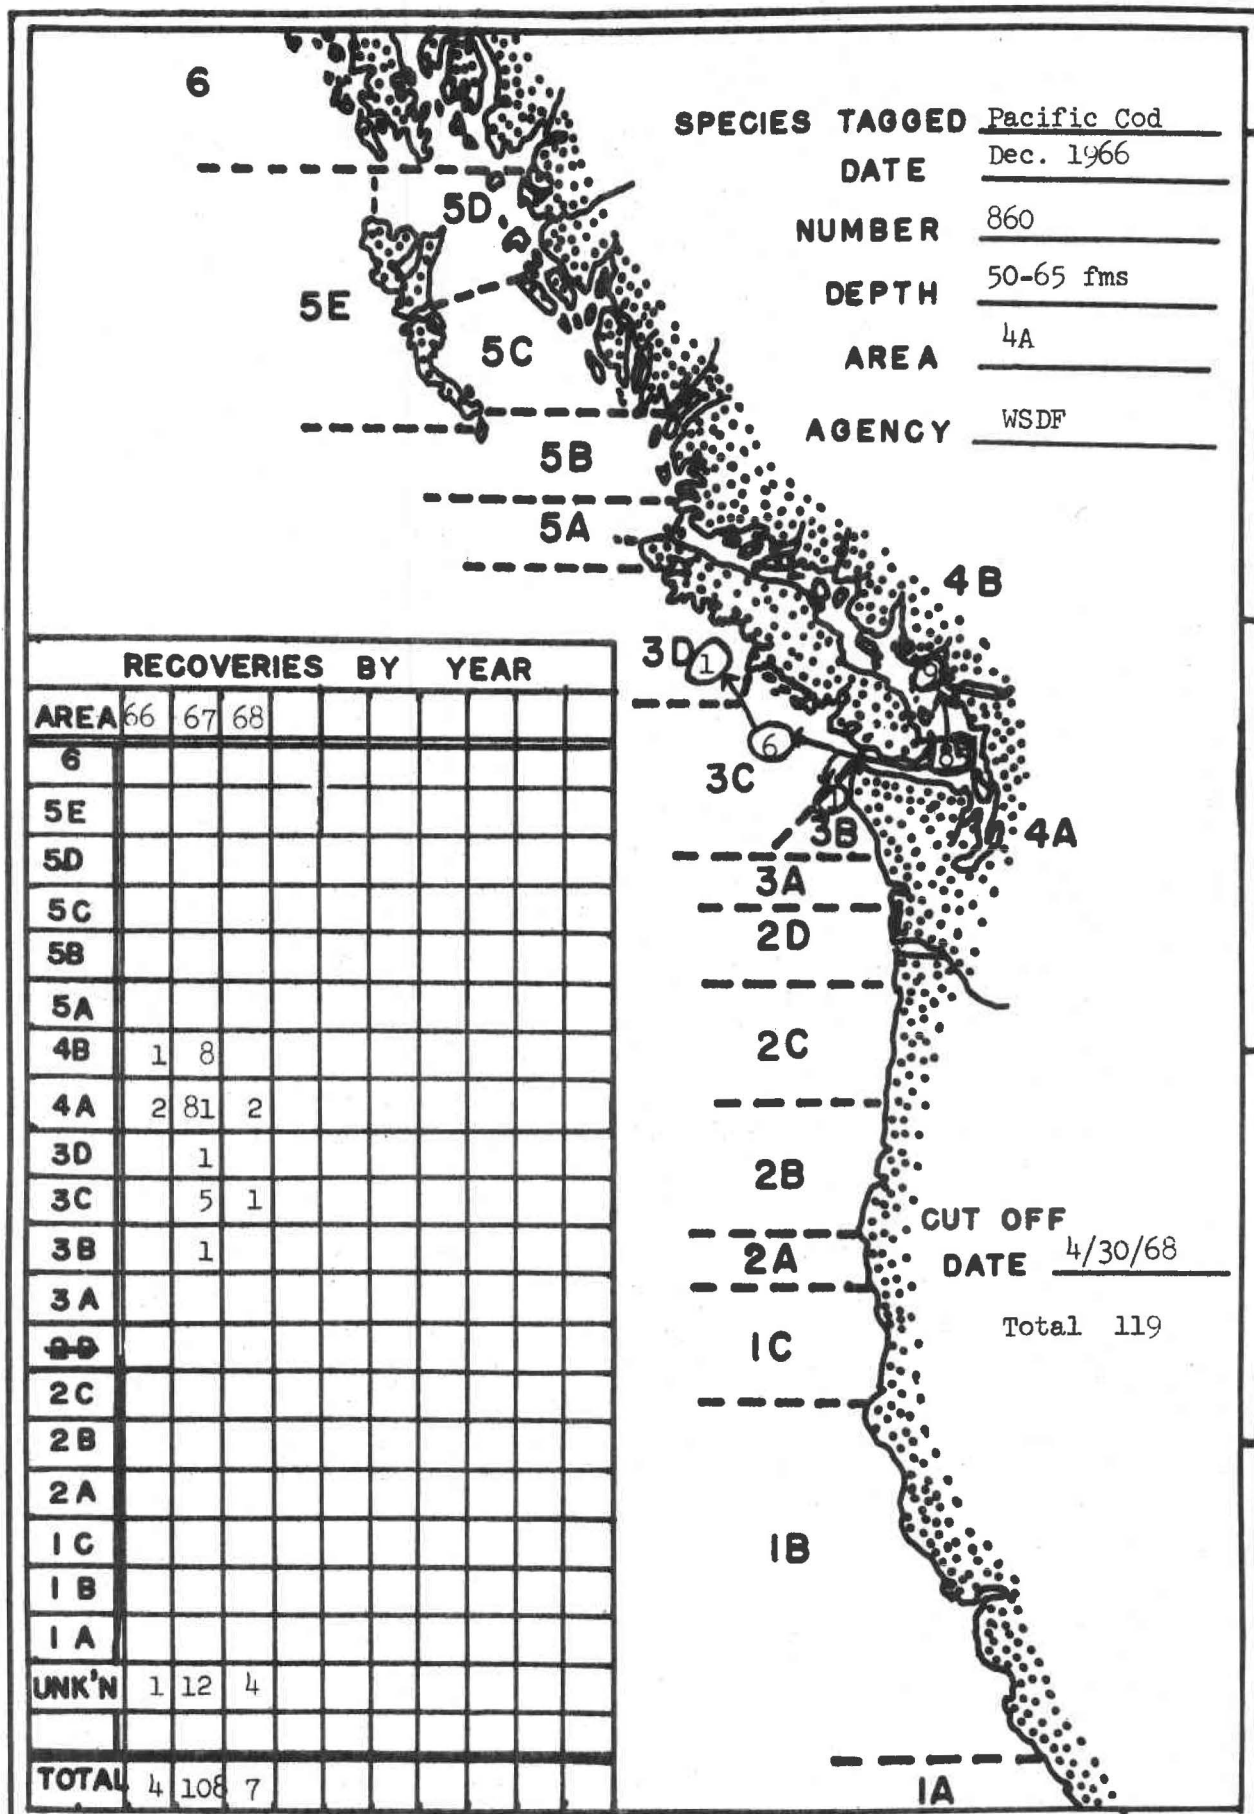 6
SPECIES TAGGED Pacific Cod
DATE Dec. 1966
NUMBER 860
DEPTH 50-65 fms
AREA 4A
AGENCY WSDF
5D
5E
5C
5B
5A
4B
3D 1
9
6
3C
85
1
3B
4A
3A
2D
2C
2B
2A
1C
1B
1A
CUT OFF
DATE 4/30/68
Total 119
RECOVERIES BY YEAR
AREA 66 67 68
6
5E
5D
5C
5B
5A
4B 1 8
4A 2 81 2
3D 1
3C 5 1
3B 1
3A
2D
2C
2B
2A
1C
1B
1A
UNK'N 1 12 4
TOTAL 4 108 7